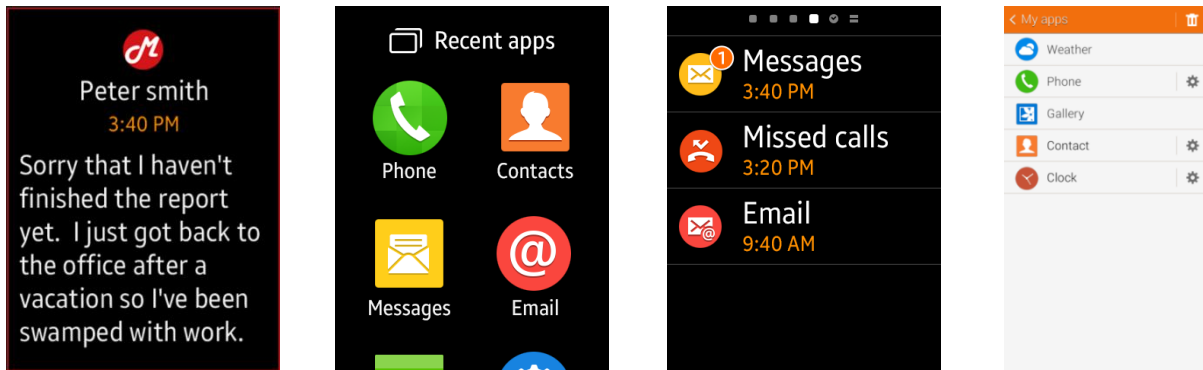 Peter smith
3:40 PM
Sorry that I haven't
finished the report
yet. I just got back to
the office after a
vacation so I've been
swamped with work.
Recent apps
Phone
Contacts
Messages
Email
1
Messages
3:40 PM
Missed calls
3:20 PM
Email
9:40 AM
< My apps
Weather
Phone
Gallery
Contact
Clock